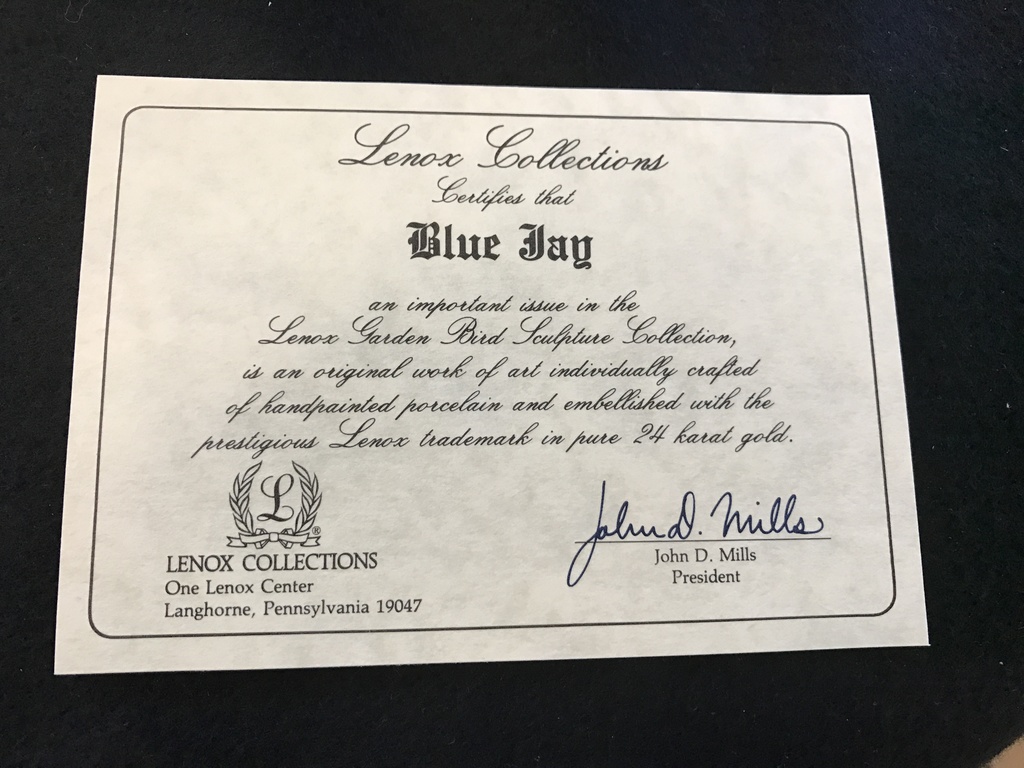 Lenox Collections
Certifies that
Blue Jay
an important issue in the
Lenox Garden Bird Sculpture Collection,
is an original work of art individually crafted
of handpainted porcelain and embellished with the
prestigious Lenox trademark in pure 24 karat gold.
L ®
LENOX COLLECTIONS
One Lenox Center
Langhorne, Pennsylvania 19047
John D. Mills
John D. Mills
President